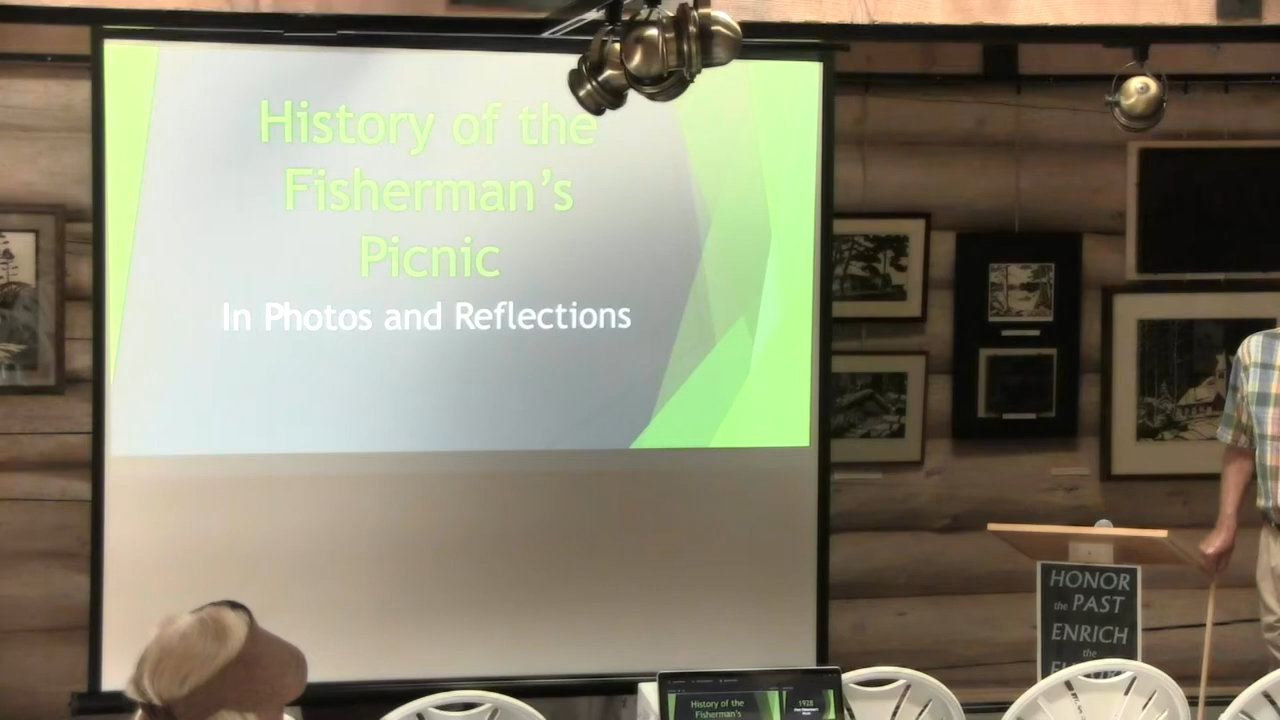 History of the
Fisherman's
Picnic
In Photos and Reflections
HONOR
the PAST
ENRICH
the
History of the
Fisherman's
1928